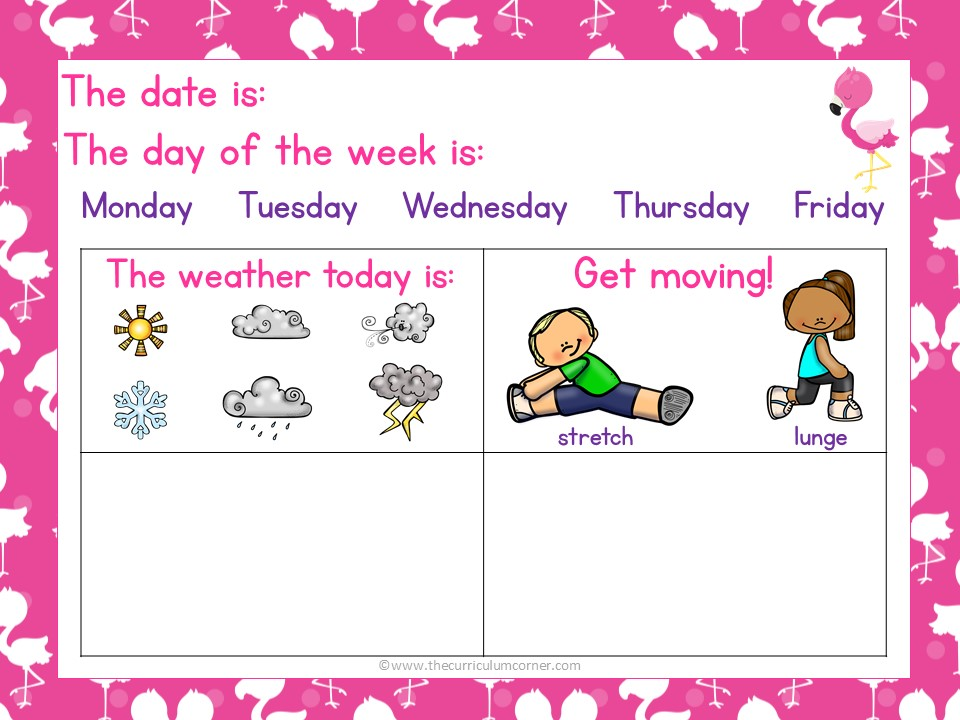 The date is:
The day of the week is:
Monday Tuesday Wednesday Thursday Friday
The weather today is:
Get moving!
stretch lunge
©www.thecurriculumcorner.com